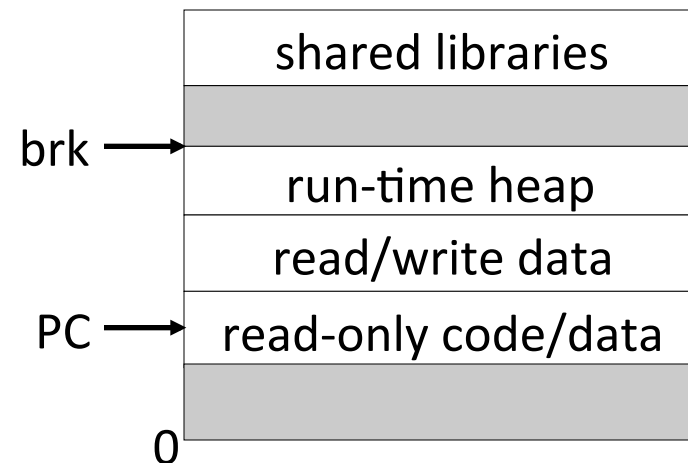 shared libraries
brk
run-time heap
read/write data
PC
read-only code/data
0